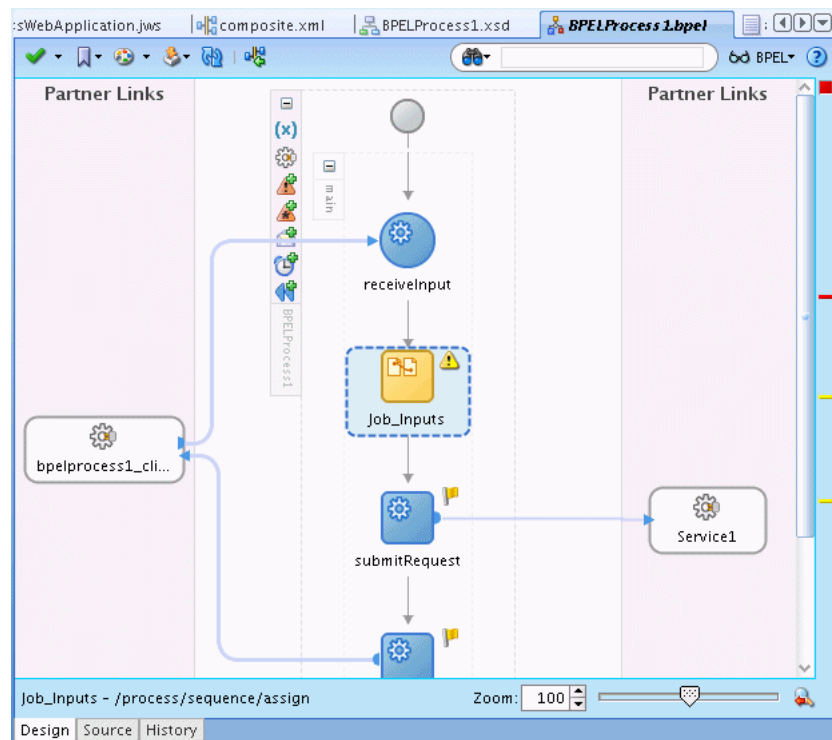 sWebApplication.jws composite.xml BPELProcess1.xsd BPELProcess1.bpel
BPEL
Partner Links Partner Links
(x)
main
receiveInput
BPELProcess1
Job_Inputs
bpelprocess1_cli...
submitRequest
Service1
Job_Inputs - /process/sequence/assign Zoom: 100
Design Source History